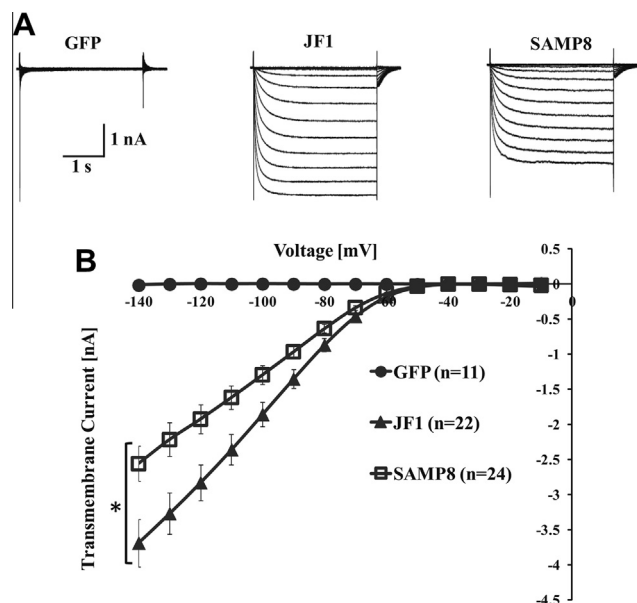 A
GFP
JF1
SAMP8
1 nA
1 s
B
Voltage [mV]
0.5
0
-0.5
-1
-1.5
-2
-2.5
-3
-3.5
-4
-4.5
-140 -120 -100 -80 -60 -40 -20 0
Transmembrane Current [nA]
*
GFP (n=11)
JF1 (n=22)
SAMP8 (n=24)